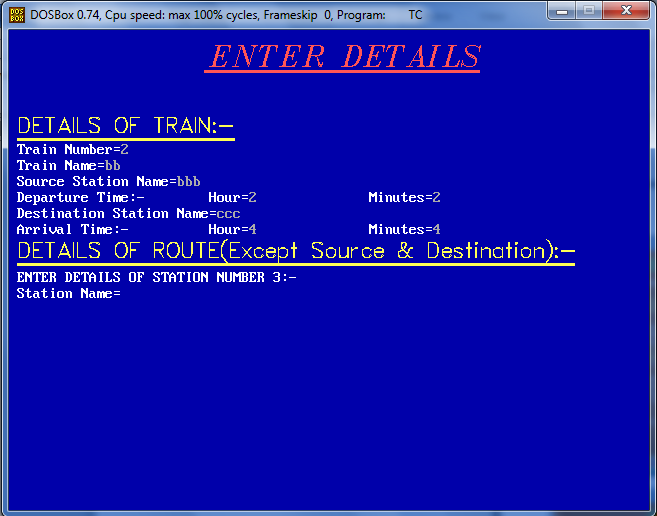 DOS BOX DOSBox 0.74, Cpu speed: max 100% cycles, Frameskip 0, Program: TC
ENTER DETAILS
DETAILS OF TRAIN:-
Train Number=2
Train Name=bb
Source Station Name=bbb
Departure Time:- Hour=2 Minutes=2
Destination Station Name=ccc
Arrival Time:- Hour=4 Minutes=4
DETAILS OF ROUTE(Except Source & Destination):-
ENTER DETAILS OF STATION NUMBER 3:-
Station Name=